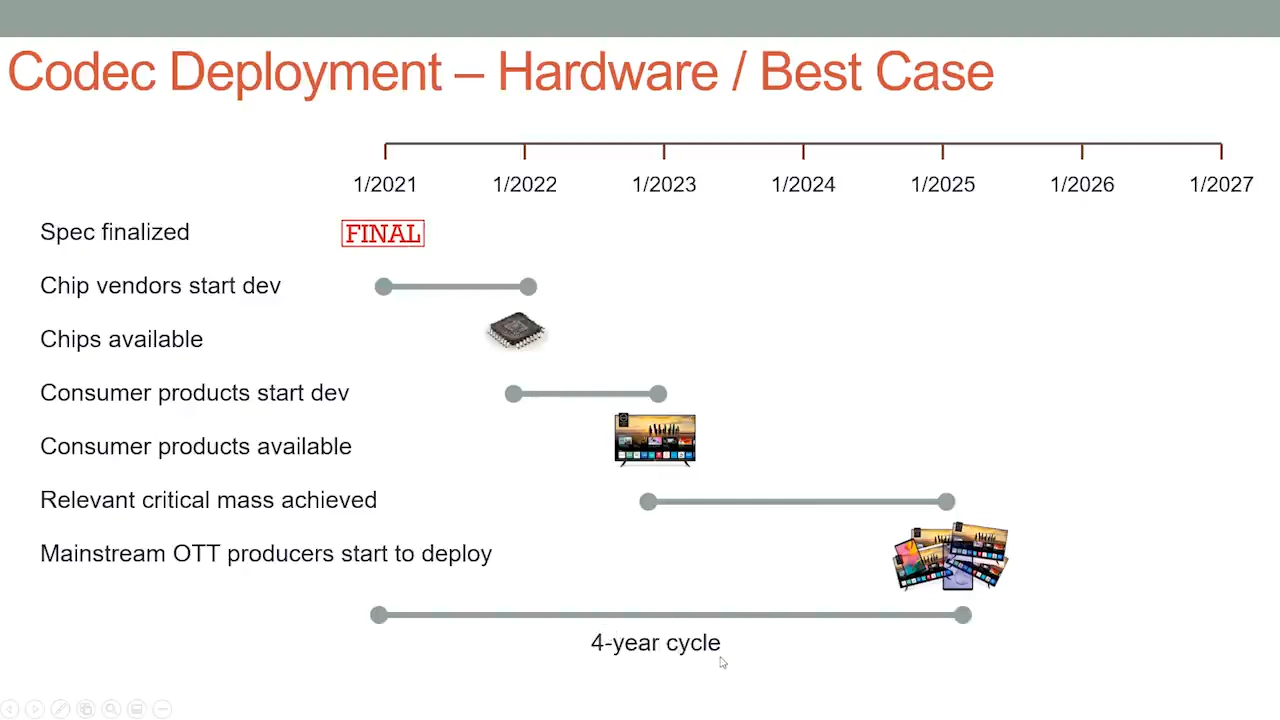 Codec Deployment – Hardware / Best Case
1/2021 1/2022 1/2023 1/2024 1/2025 1/2026 1/2027
Spec finalized FINAL
Chip vendors start dev
Chips available
Consumer products start dev
Consumer products available
Relevant critical mass achieved
Mainstream OTT producers start to deploy
4-year cycle